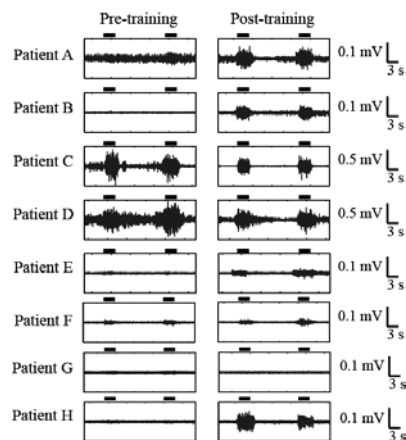 Pre-training Post-training
Patient A 0.1 mV
3 s
Patient B 0.1 mV
3 s
Patient C 0.5 mV
3 s
Patient D 0.5 mV
3 s
Patient E 0.1 mV
3 s
Patient F 0.1 mV
3 s
Patient G 0.1 mV
3 s
Patient H 0.1 mV
3 s